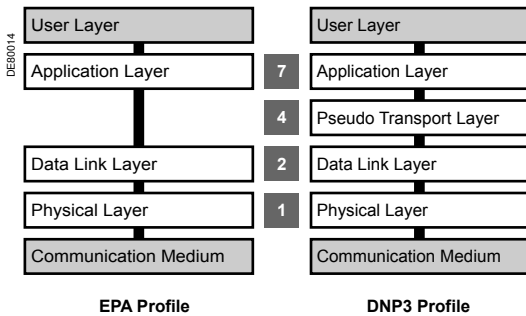 DE80014
User Layer
Application Layer
Data Link Layer
Physical Layer
Communication Medium
EPA Profile
7
4
2
1
User Layer
Application Layer
Pseudo Transport Layer
Data Link Layer
Physical Layer
Communication Medium
DNP3 Profile